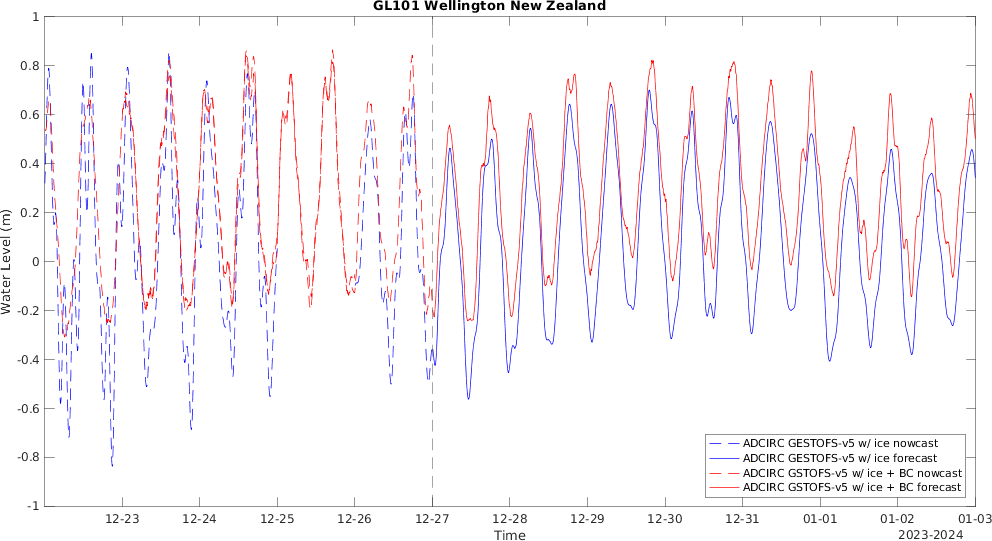 GL101 Wellington New Zealand
1
0.8
0.6
0.4
0.2
0
-0.2
-0.4
-0.6
-0.8
-1
Water Level (m)
ADCIRC GESTOFS-v5 w/ ice nowcast
ADCIRC GESTOFS-v5 w/ ice forecast
ADCIRC GSTOFS-v5 w/ ice + BC nowcast
ADCIRC GSTOFS-v5 w/ ice + BC forecast
12-23 12-24 12-25 12-26 12-27 12-28 12-29 12-30 12-31 01-01 01-02 01-03
Time
2023-2024